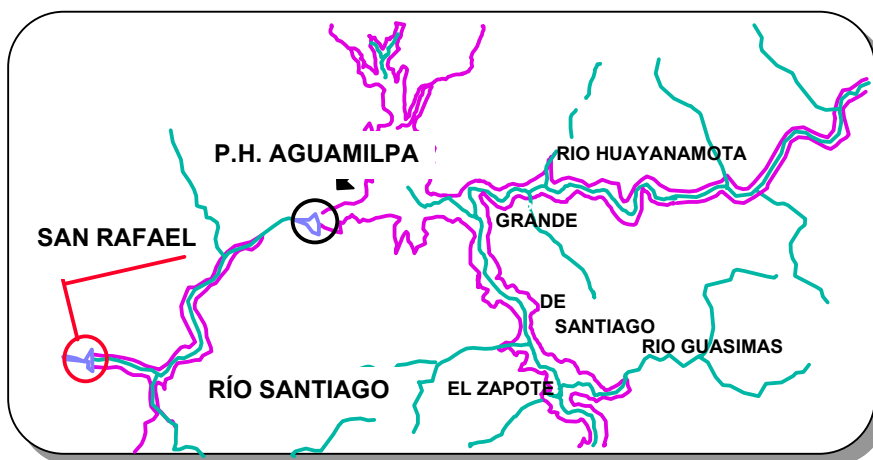 P.H. AGUAMILPA
RIO HUAYANAMOTA
SAN RAFAEL
GRANDE
DE
SANTIAGO
RIO GUASIMAS
RÍO SANTIAGO
EL ZAPOTE